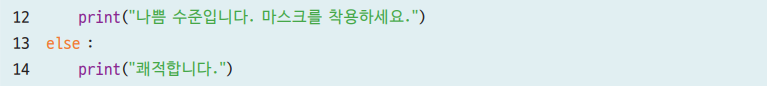 12 print("나쁨 수준입니다. 마스크를 착용하세요.")
13 else :
14 print("쾌적합니다.")